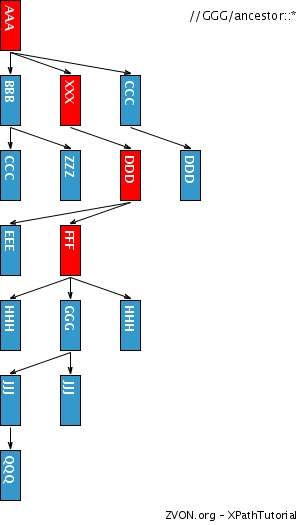 //GGG/ancestor::*
AAA
BBB
XXX
CCC
CCC
ZZZ
DDD
DDD
EEE
FFF
HHH
GGG
HHH
JJJ
JJJ
QQQ
ZVON.org – XPathTutorial